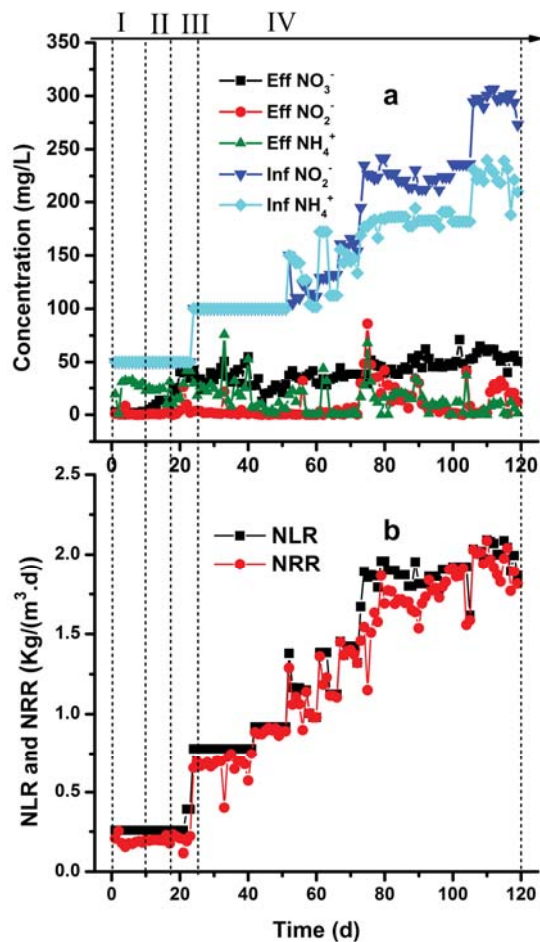 I II III IV
350
300
250
200
150
100
50
0
Concentration (mg/L)
Eff NO₃⁻
Eff NO₂⁻
Eff NH₄⁺
Inf NO₂⁻
Inf NH₄⁺
a
0 20 40 60 80 100 120
2.5
2.0
1.5
1.0
0.5
0.0
NLR and NRR (Kg/(m³.d))
NLR
NRR
b
0 20 40 60 80 100 120
Time (d)